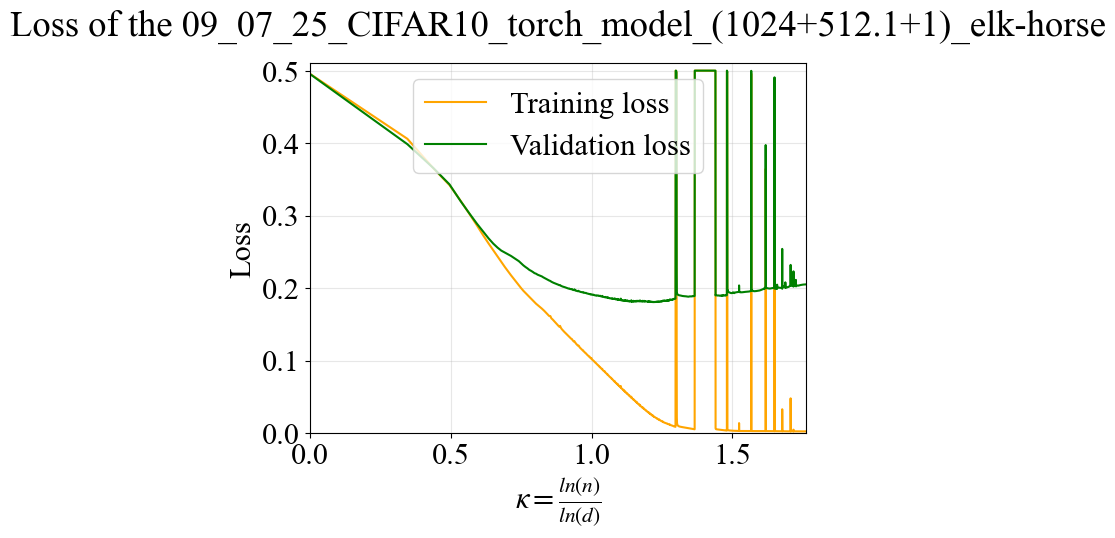 Loss of the 09_07_25_CIFAR10_torch_model_(1024+512.1+1)_elk-horse
0.5
0.4
0.3
0.2
0.1
0.0
Loss
Training loss
Validation loss
0.0 0.5 1.0 1.5
κ = ln(n)/ln(d)